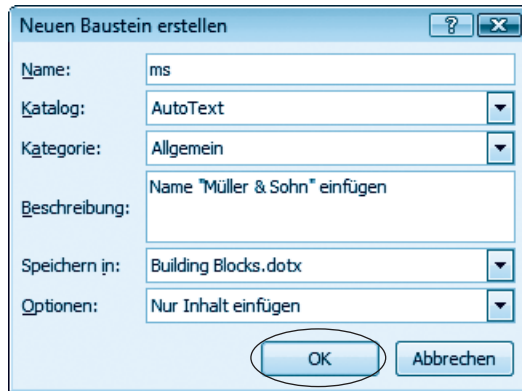 Neuen Baustein erstellen ?
Name: ms
Katalog: AutoText
Kategorie: Allgemein
Beschreibung: Name "Müller & Sohn" einfügen
Speichern in: Building Blocks.dotx
Optionen: Nur Inhalt einfügen
OK Abbrechen